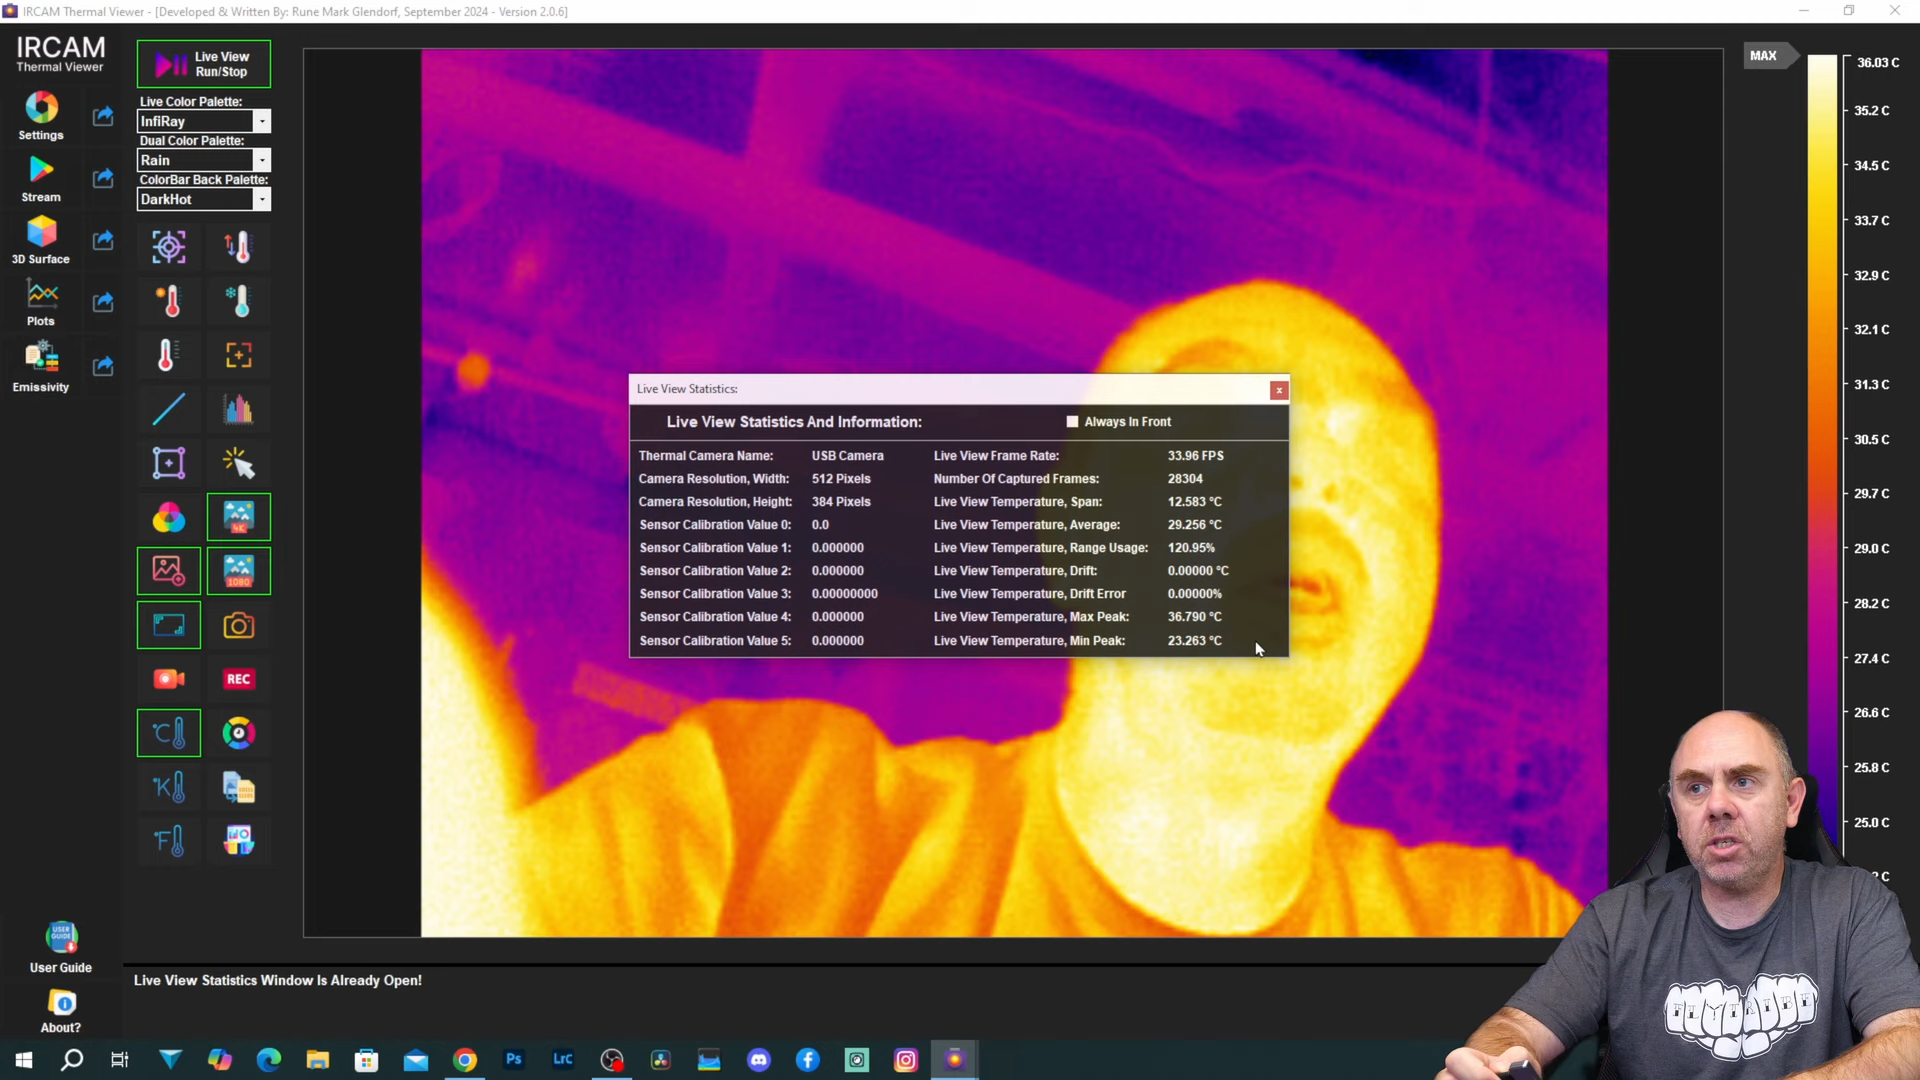 IRCAM Thermal Viewer - [Developed & Written By: Rune Mark Glendorf, September 2024 - Version 2.0.6]
IRCAM
Thermal Viewer
Settings
Stream
3D Surface
Plots
Emissivity
User Guide
About?
Live View
Run/Stop
Live Color Palette:
InfiRay
Dual Color Palette:
Rain
ColorBar Back Palette:
DarkHot
4K
1080
REC
°C
°K
°F
USER
GUIDE
Live View Statistics:
x
Live View Statistics And Information:
Always In Front
Thermal Camera Name: USB Camera Live View Frame Rate: 33.96 FPS
Camera Resolution, Width: 512 Pixels Number Of Captured Frames: 28304
Camera Resolution, Height: 384 Pixels Live View Temperature, Span: 12.583 °C
Sensor Calibration Value 0: 0.0 Live View Temperature, Average: 29.256 °C
Sensor Calibration Value 1: 0.000000 Live View Temperature, Range Usage: 120.95%
Sensor Calibration Value 2: 0.000000 Live View Temperature, Drift: 0.00000 °C
Sensor Calibration Value 3: 0.00000000 Live View Temperature, Drift Error 0.00000%
Sensor Calibration Value 4: 0.000000 Live View Temperature, Max Peak: 36.790 °C
Sensor Calibration Value 5: 0.000000 Live View Temperature, Min Peak: 23.263 °C
MAX
36.03 C
35.2 C
34.5 C
33.7 C
32.9 C
32.1 C
31.3 C
30.5 C
29.7 C
29.0 C
28.2 C
27.4 C
26.6 C
25.8 C
25.0 C
2 C
Live View Statistics Window Is Already Open!
FLYTRIBE
Ps
LrC